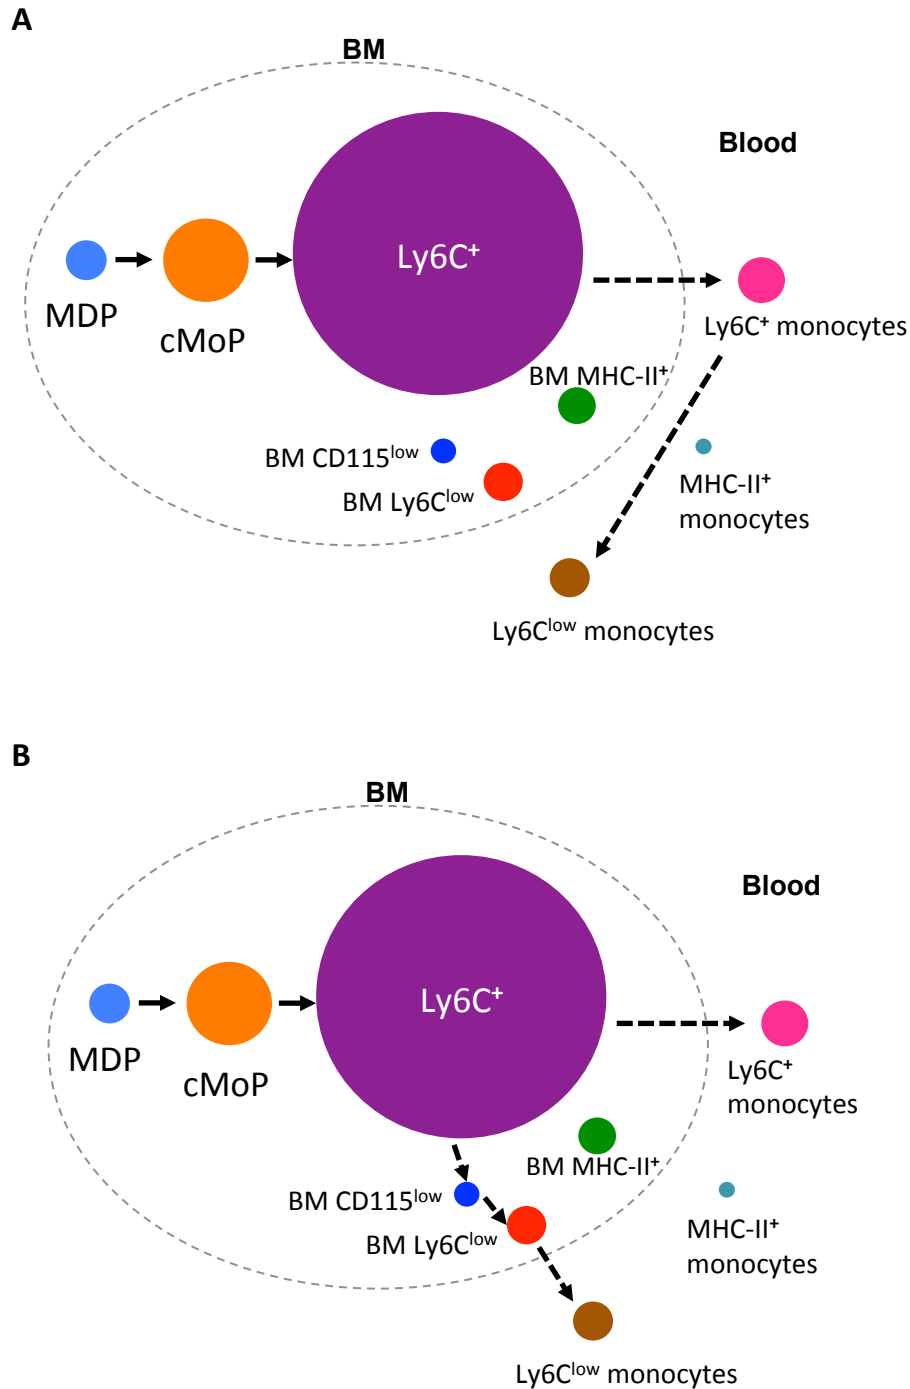 A
BM
Blood
Ly6C⁺
MDP
cMoP
Ly6C⁺ monocytes
BM MHC-II⁺
BM CD115ˡᵒʷ
BM Ly6Cˡᵒʷ
MHC-II⁺
monocytes
Ly6Cˡᵒʷ monocytes
B
BM
Blood
Ly6C⁺
MDP
cMoP
Ly6C⁺
monocytes
BM MHC-II⁺
BM CD115ˡᵒʷ
BM Ly6Cˡᵒʷ
MHC-II⁺
monocytes
Ly6Cˡᵒʷ monocytes